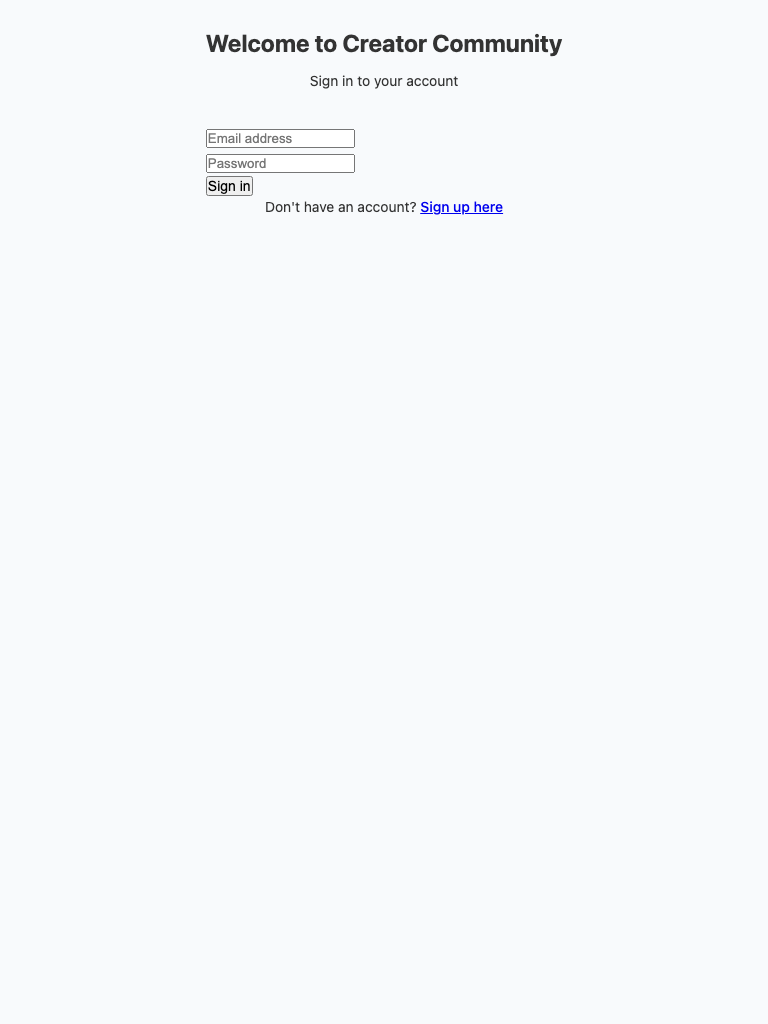 Welcome to Creator Community
Sign in to your account
Email address
Password
Sign in
Don't have an account? Sign up here